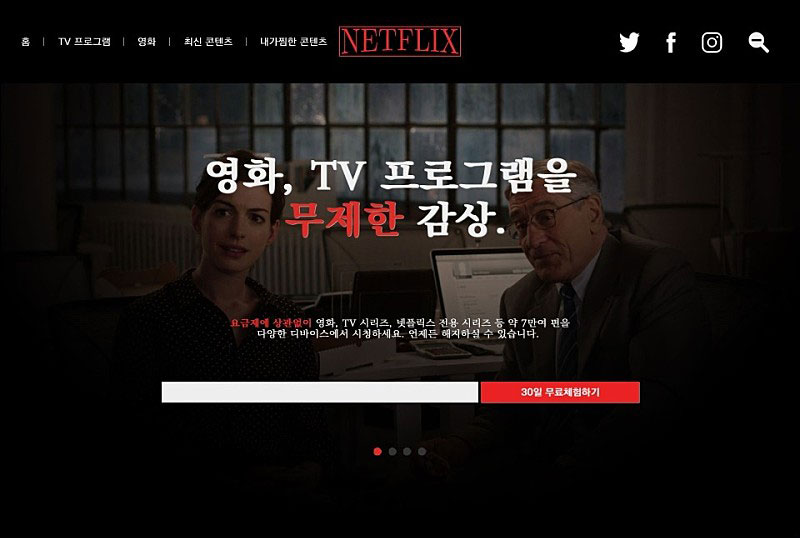 홈 | TV 프로그램 | 영화 | 최신 콘텐츠 | 내가찜한 콘텐츠
NETFLIX
영화, TV 프로그램을
무제한 감상.
요금제에 상관없이 영화, TV 시리즈, 넷플릭스 전용 시리즈 등 약 7만이 편을
다양한 디바이스에서 시청하세요. 언제든 해지하실 수 있습니다.
30일 무료체험하기